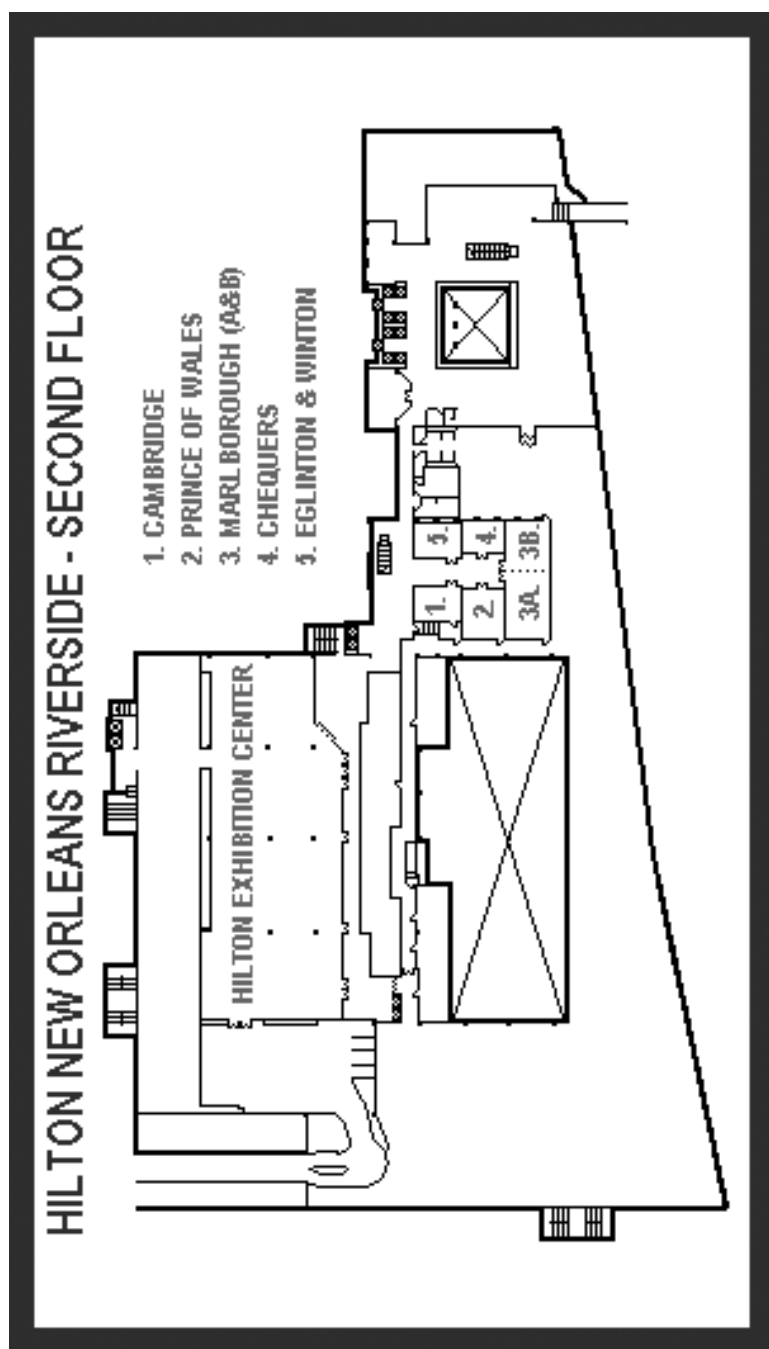 HILTON NEW ORLEANS RIVERSIDE - SECOND FLOOR
1. CAMBRIDGE
2. PRINCE OF WALES
3. MARLBOROUGH (A&B)
4. CHEQUERS
5. EGLINTON & WINTON
HILTON EXHIBITION CENTER
1.
5.
2.
4.
3A.
3B.